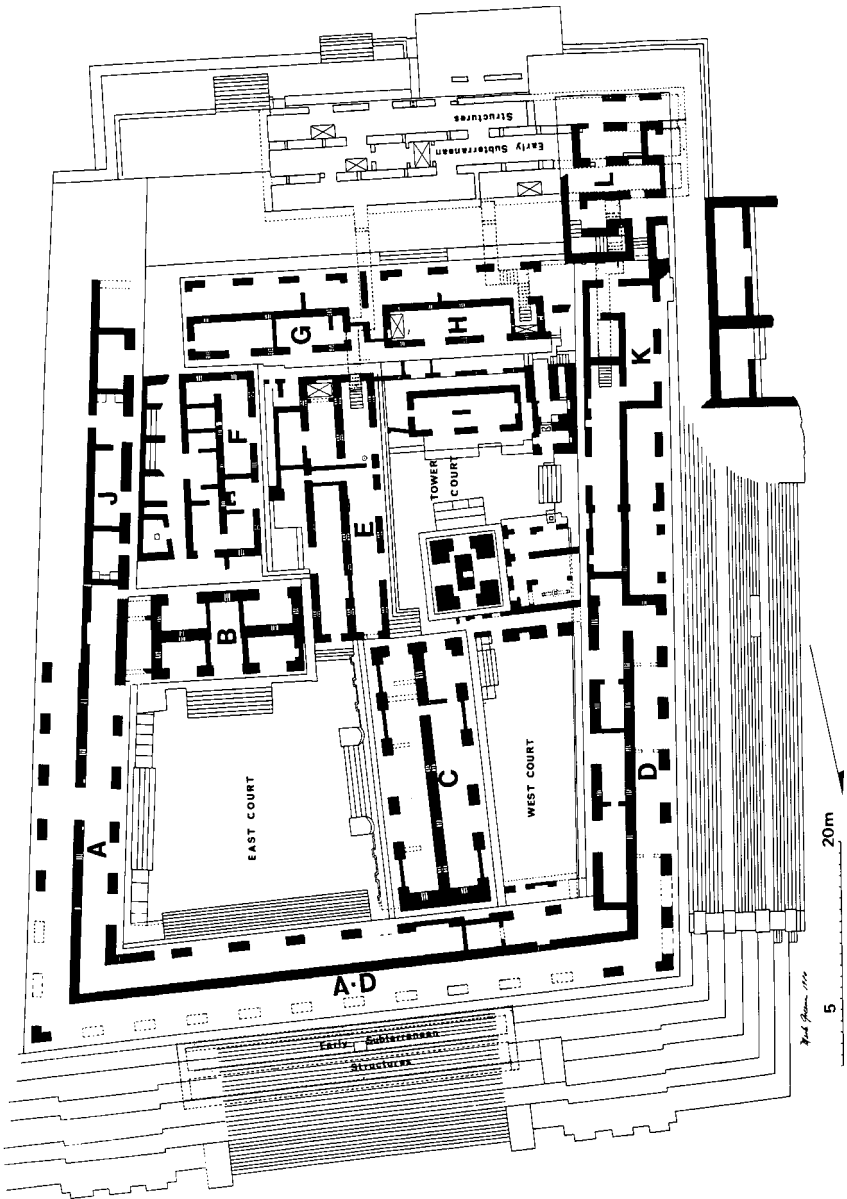 Structures
Early Subterranean
L
G
H
K
J
F
I
TOWER
COURT
E
B
EAST COURT
C
WEST COURT
D
A
A·D
Early Subterranean
Structures
20m
5